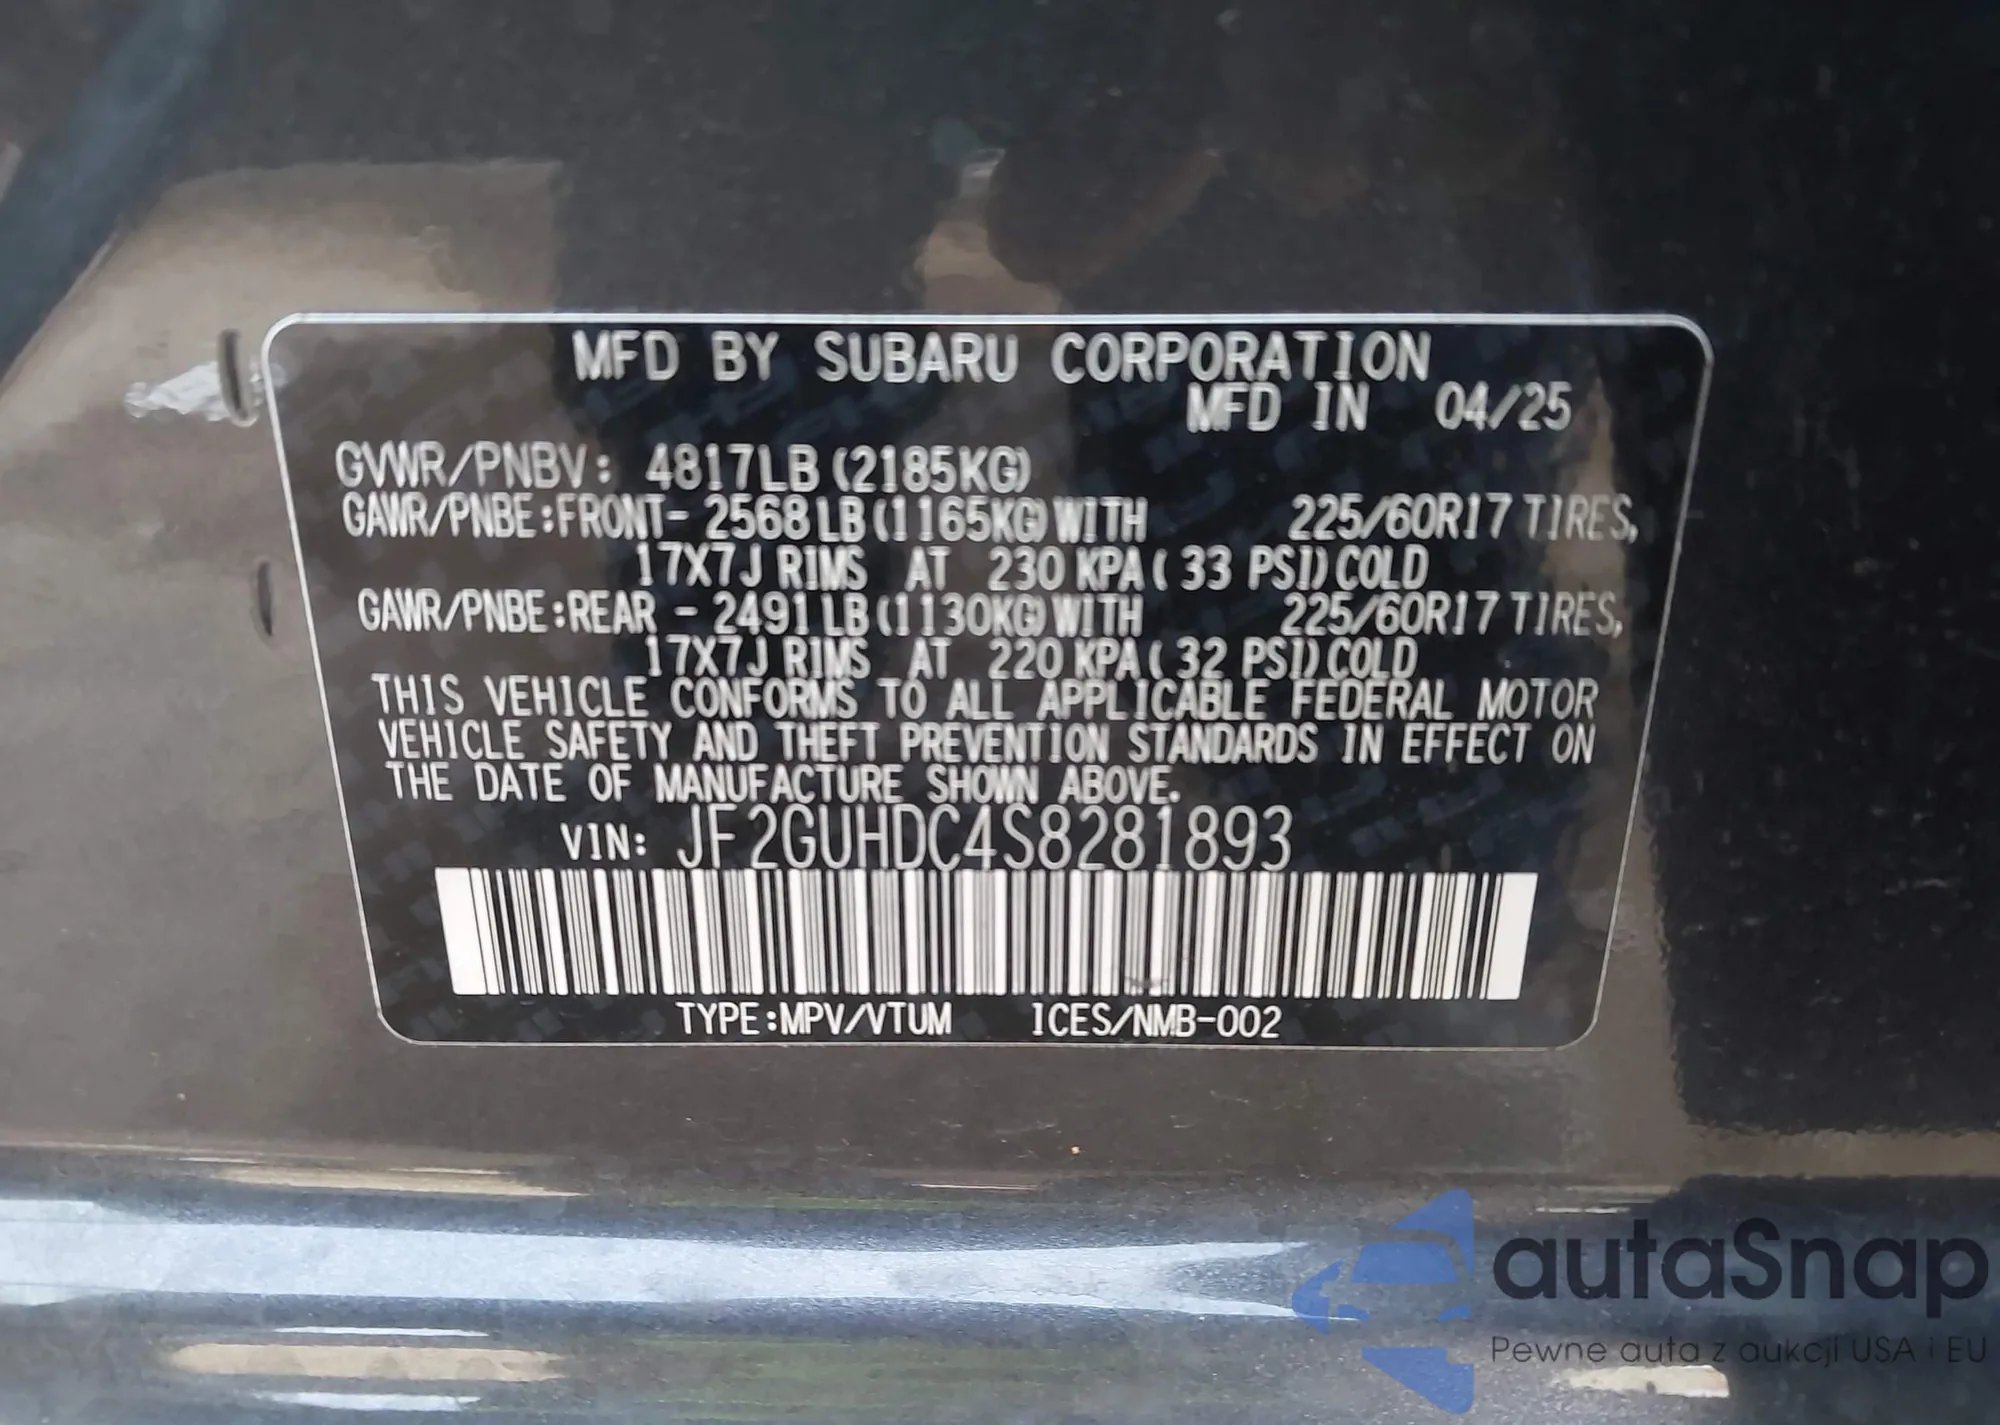 MFD BY SUBARU CORPORATION
MFD IN 04/25
GVWR/PNBV: 4817LB (2185KG)
GAWR/PNBE:FRONT- 2568LB(1165KG)WITH 225/60R17 TIRES,
17X7J RIMS AT 230 KPA( 33 PSI)COLD
GAWR/PNBE:REAR - 2491LB(1130KG)WITH 225/60R17 TIRES,
17X7J RIMS AT 220 KPA( 32 PSI)COLD
THIS VEHICLE CONFORMS TO ALL APPLICABLE FEDERAL MOTOR
VEHICLE SAFETY AND THEFT PREVENTION STANDARDS IN EFFECT ON
THE DATE OF MANUFACTURE SHOWN ABOVE.
VIN: JF2GUHDC4S8281893
TYPE:MPV/VTUM ICES/NMB-002
autaSnap
Pewne auta z aukcji USA i EU